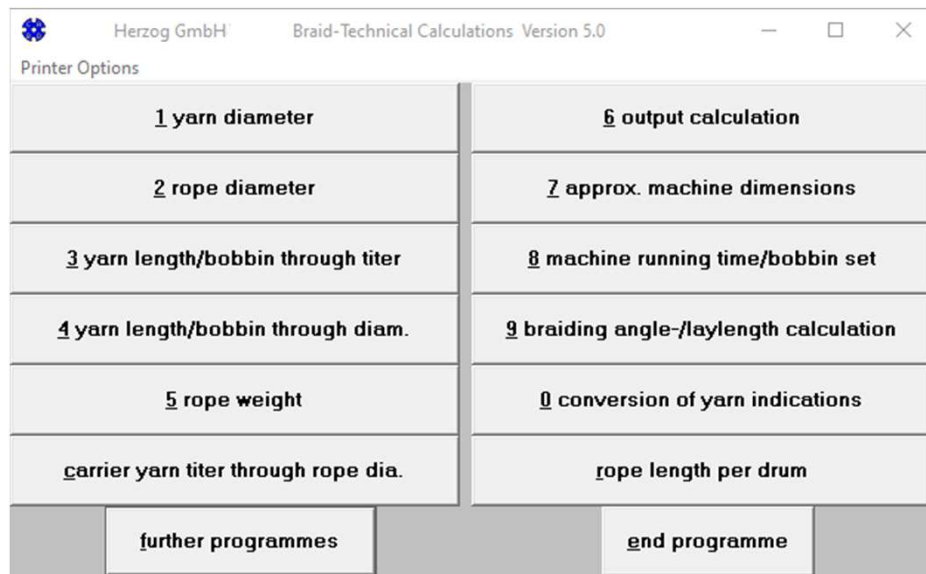 Herzog GmbH Braid-Technical Calculations Version 5.0
Printer Options
1 yarn diameter
6 output calculation
2 rope diameter
7 approx. machine dimensions
3 yarn length/bobbin through titer
8 machine running time/bobbin set
4 yarn length/bobbin through diam.
9 braiding angle-/laylength calculation
5 rope weight
0 conversion of yarn indications
carrier yarn titer through rope dia.
rope length per drum
further programmes
end programme